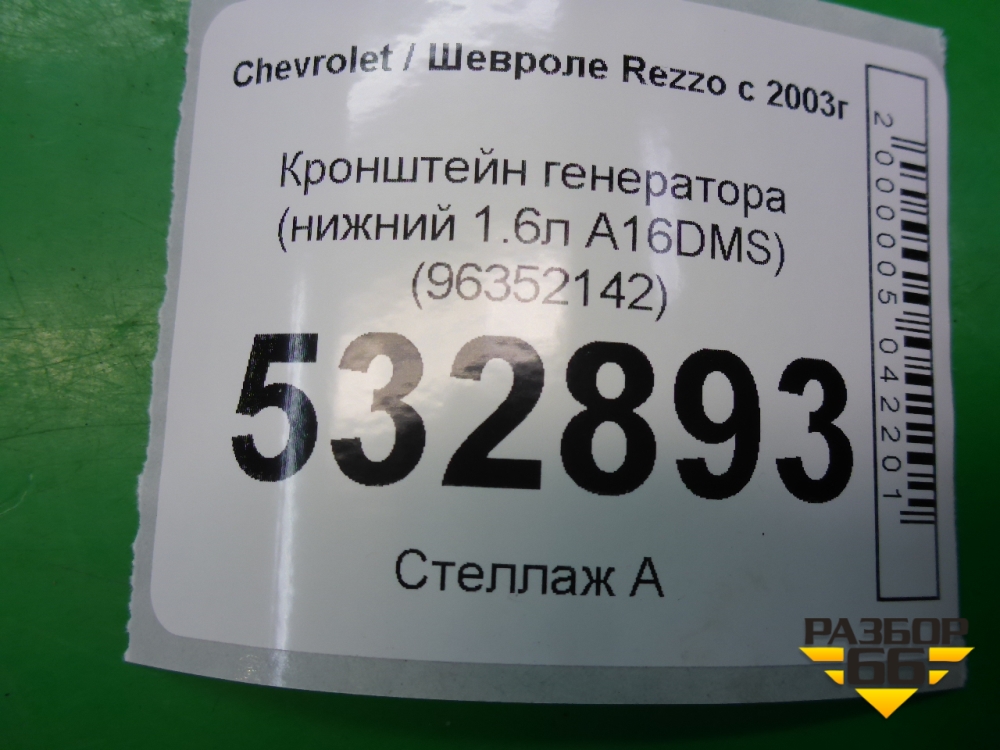 Chevrolet / Шевроле Rezzo с 2003г
Кронштейн генератора
(нижний 1.6л A16DMS)
(96352142)
532893
Стеллаж А
2000005042201
РАЗБОР
66